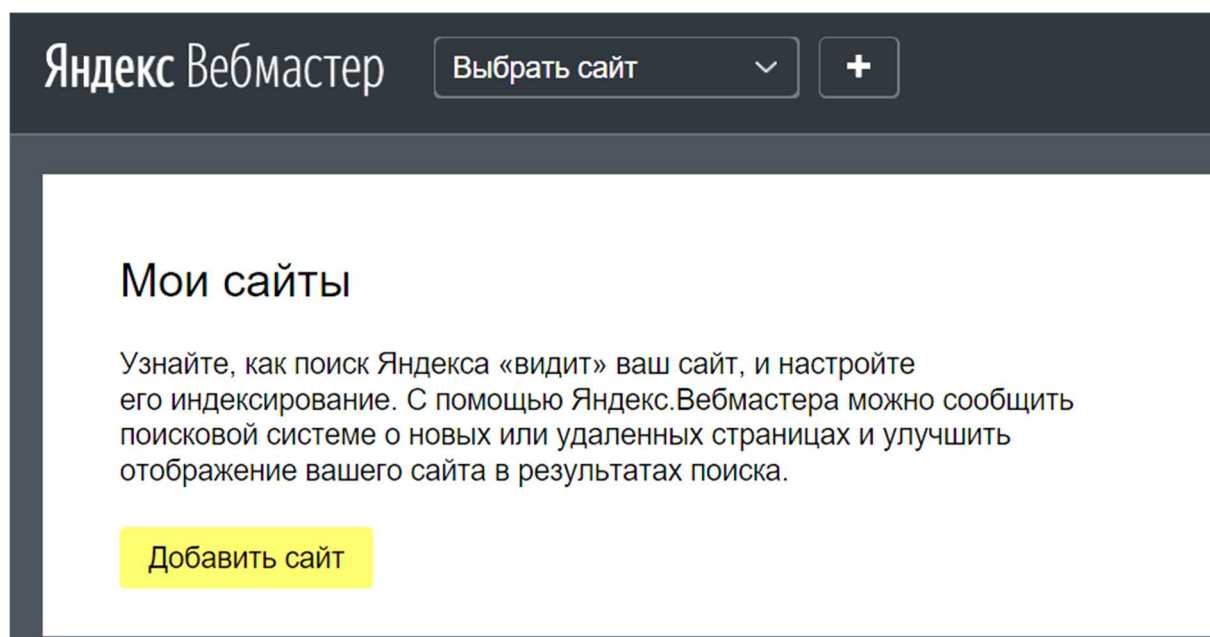 Яндекс Вебмастер Выбрать сайт +
Мои сайты
Узнайте, как поиск Яндекса «видит» ваш сайт, и настройте
его индексирование. С помощью Яндекс.Вебмастера можно сообщить
поисковой системе о новых или удаленных страницах и улучшить
отображение вашего сайта в результатах поиска.
Добавить сайт